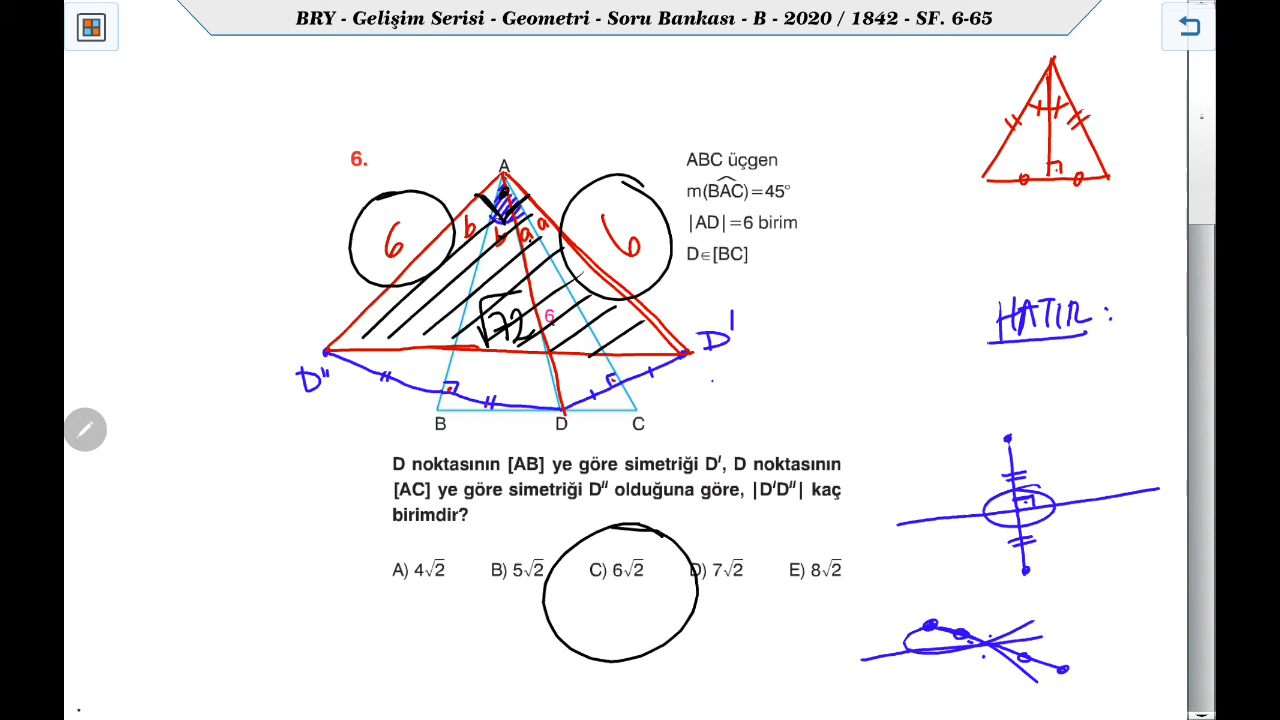 BRY - Gelişim Serisi - Geometri - Soru Bankası - B - 2020 / 1842 - SF. 6-65
6.
A
ABC üçgen
m(BAC)=45°
|AD|=6 birim
D∈[BC]
6
b
b
a
a
6
√72
6
D'
D''
B
D
C
HATIR :
D noktasının [AB] ye göre simetriği D', D noktasının
[AC] ye göre simetriği D'' olduğuna göre, |D'D''| kaç
birimdir?
A) 4√2 B) 5√2 C) 6√2 D) 7√2 E) 8√2